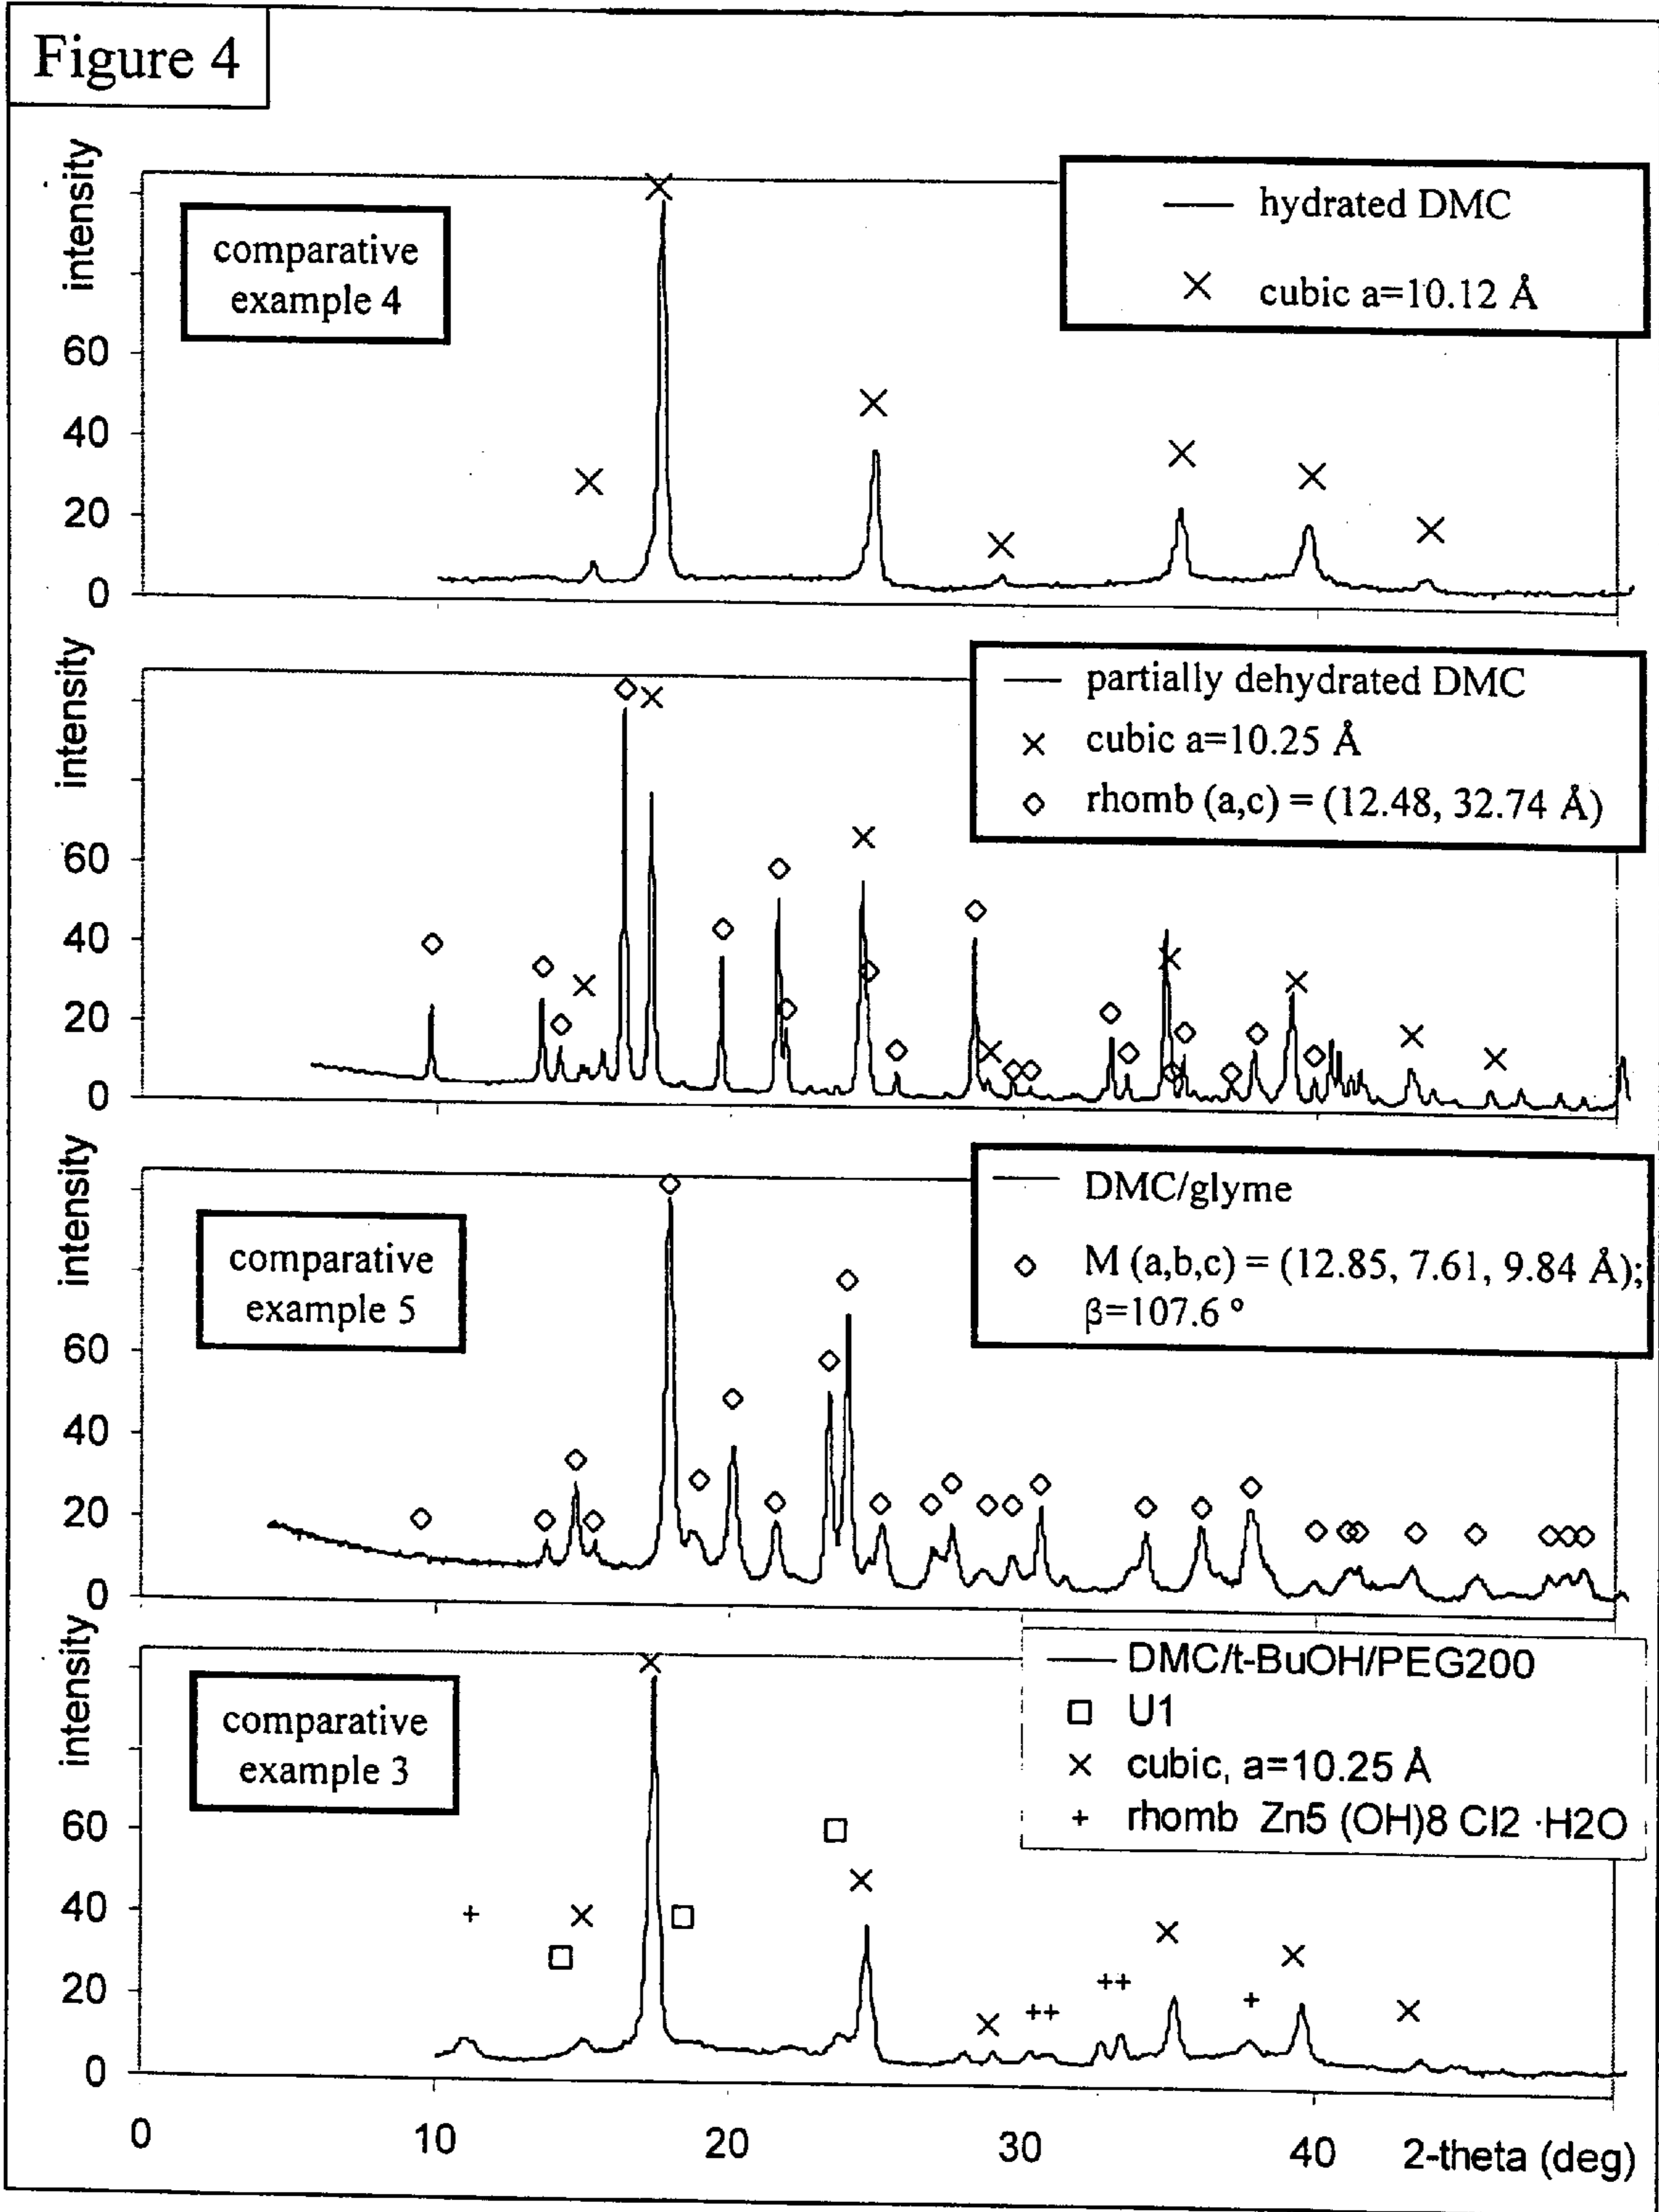 Figure 4
intensity
comparative
example 4
hydrated DMC
× cubic a=10.12 Å
60
40
20
0
intensity
partially dehydrated DMC
× cubic a=10.25 Å
◇ rhomb (a,c) = (12.48, 32.74 Å)
60
40
20
0
intensity
comparative
example 5
DMC/glyme
◇ M (a,b,c) = (12.85, 7.61, 9.84 Å);
β=107.6 °
60
40
20
0
intensity
comparative
example 3
DMC/t-BuOH/PEG200
□ U1
× cubic, a=10.25 Å
+ rhomb Zn5 (OH)8 Cl2 ·H2O
60
40
20
0
0 10 20 30 40 2-theta (deg)